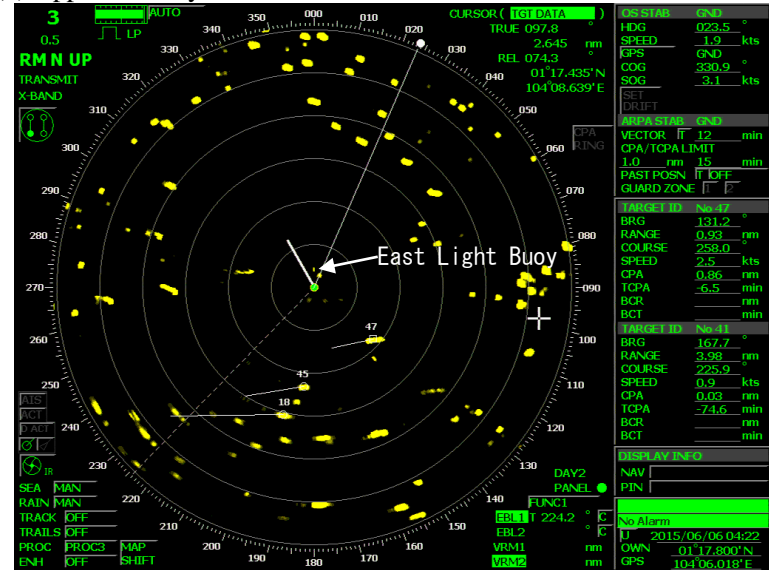 3
0.5
AUTO
LP
RM N UP
TRANSMIT
X-BAND
CURSOR ( TGT DATA )
TRUE 097.8 °
2.645 nm
REL 074.3 °
01°17.435'N
104°08.639'E
CPA
RING
350 000 010 020 030 040 050 060 070 080 090 100 110 120 130 140 150 160 170 180 190 200 210 220 230 250 260 270 280 290 300 310 320 330 340
East Light Buoy
47
45
18
AIS
ACT
D ACT
IR
SEA MAN
RAIN MAN
TRACK OFF
TRAILS OFF
PROC PROC3 MAP
ENH OFF SHIFT
DAY2
PANEL
FUNC1
EBL1 T 224.2 ° C
EBL2 ° C
VRM1 nm
VRM2 nm
OS STAB GND
HDG 023.5 °
SPEED 1.9 kts
GPS GND
COG 330.9 °
SOG 3.1 kts
SET
DRIFT
ARPA STAB GND
VECTOR T 12 min
CPA/TCPA LIMIT
1.0 nm 15 min
PAST POSN T OFF
GUARD ZONE 1 2
TARGET ID No 47
BRG 131.2 °
RANGE 0.93 nm
COURSE 258.0 °
SPEED 2.5 kts
CPA 0.86 nm
TCPA -6.5 min
BCR nm
BCT min
TARGET ID No 41
BRG 167.7 °
RANGE 3.98 nm
COURSE 225.9 °
SPEED 0.9 kts
CPA 0.03 nm
TCPA -74.6 min
BCR nm
BCT min
DISPLAY INFO
NAV
PIN
No Alarm
U 2015/06/06 04:22
OWN 01°17.800'N
GPS 104°06.018'E